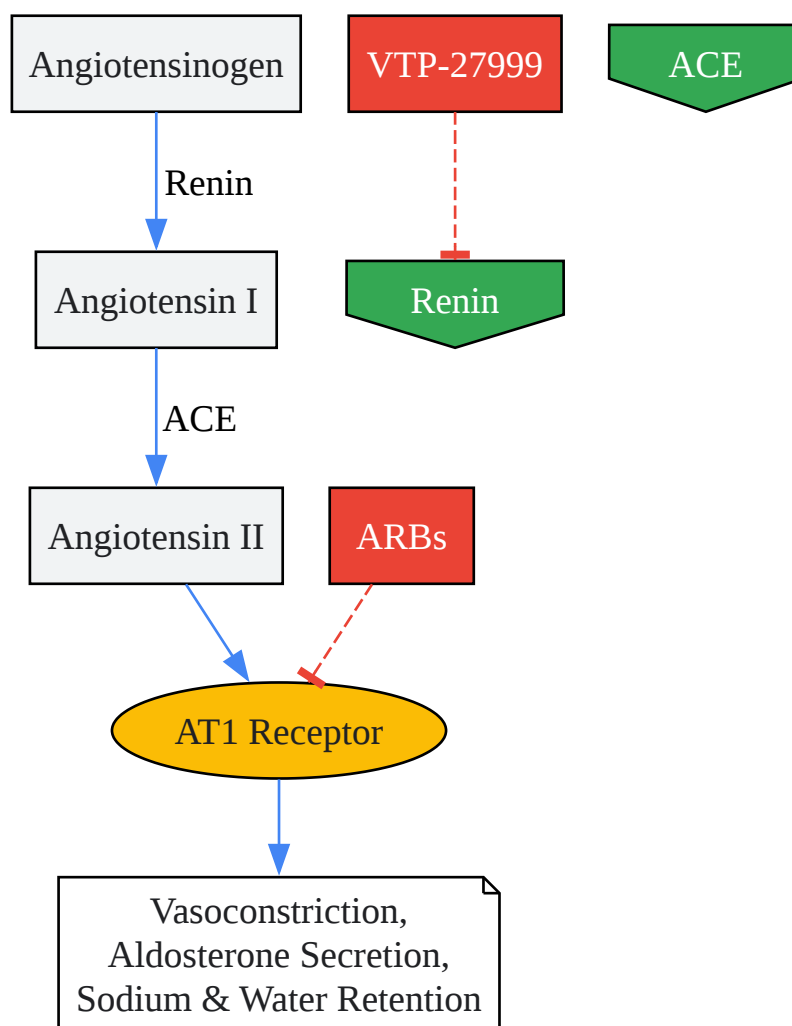 Angiotensinogen
VTP-27999
ACE
Renin
Angiotensin I
Renin
ACE
Angiotensin II
ARBs
AT1 Receptor
Vasoconstriction,
Aldosterone Secretion,
Sodium & Water Retention